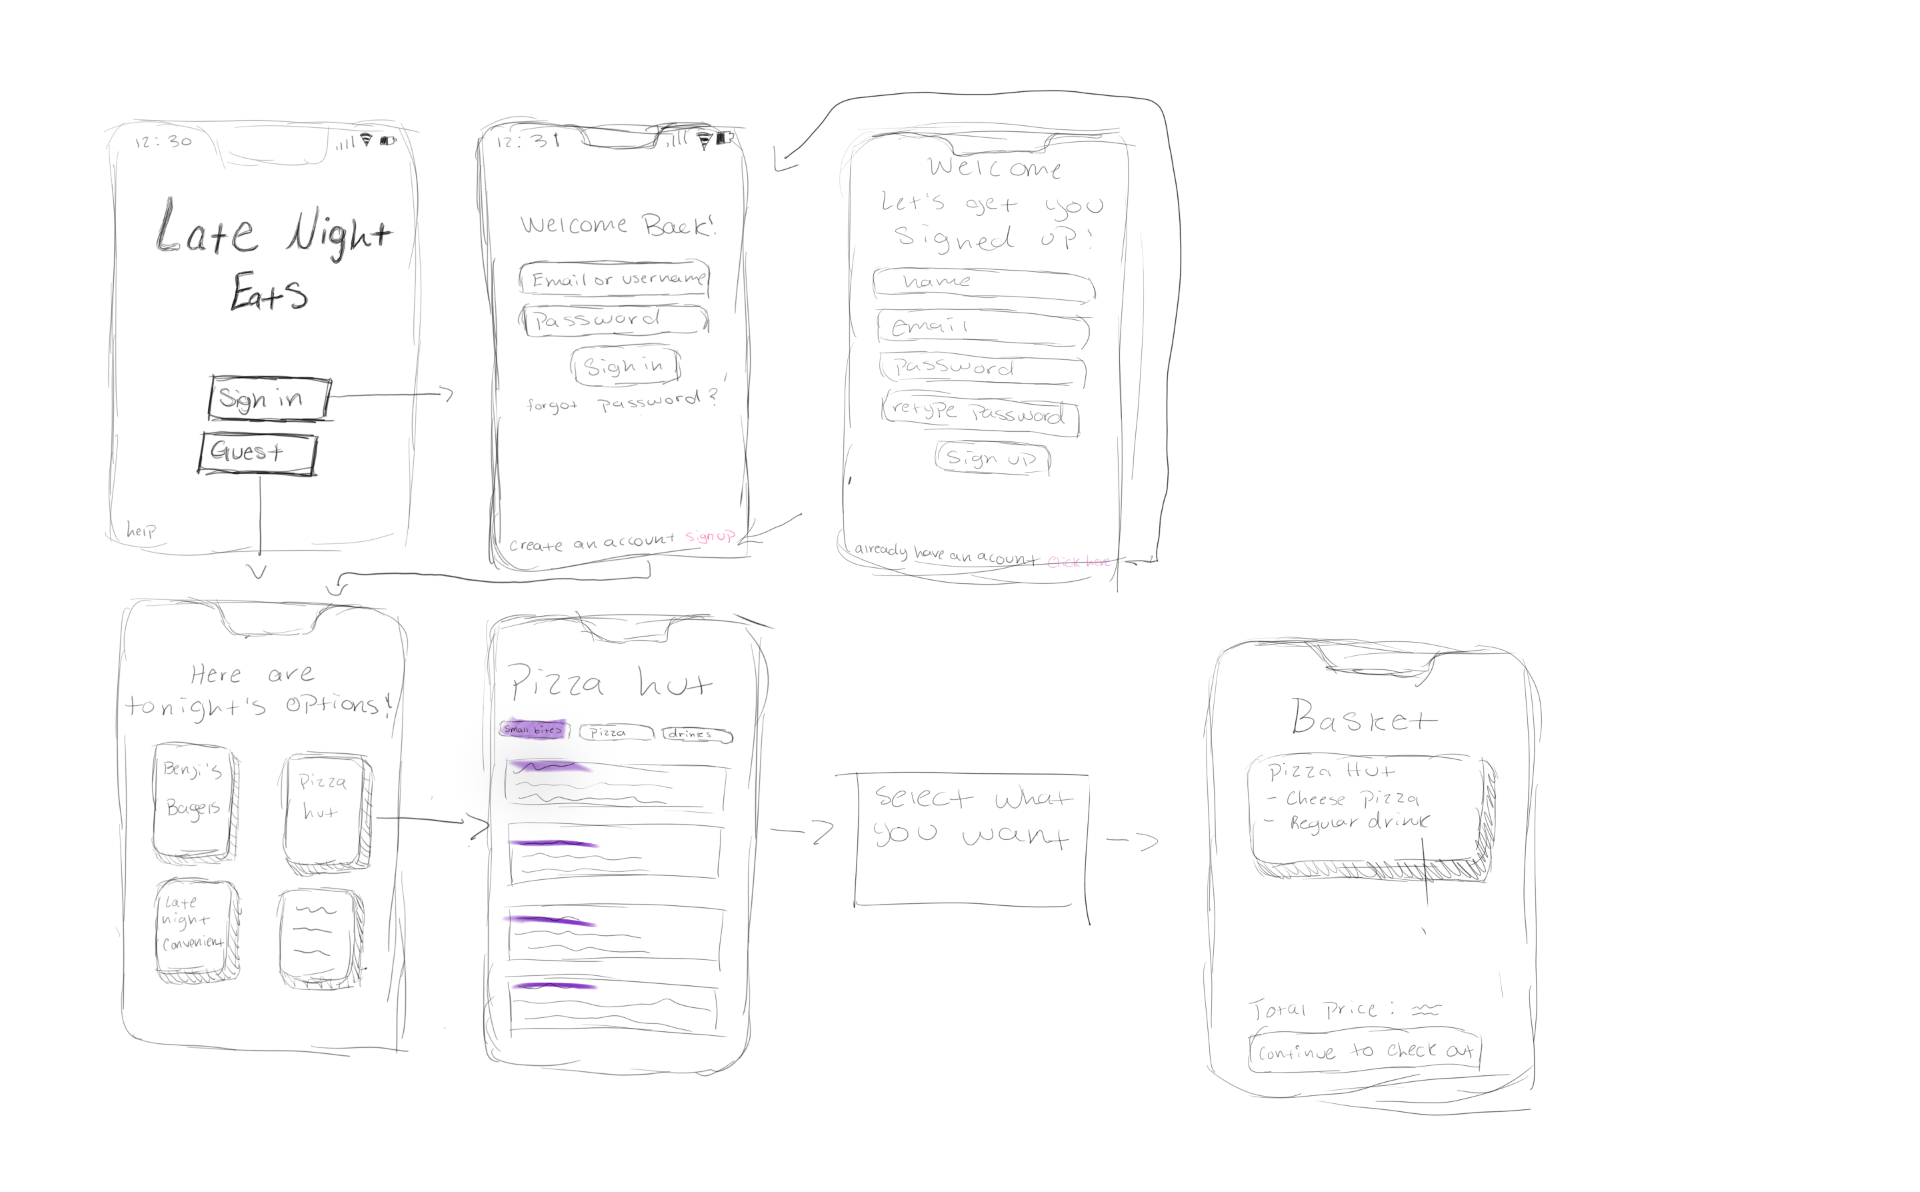 12:30
Late Night
Eats
Sign in
Guest
help
12:31
Welcome Back!
Email or username
Password
Sign in
forgot password?
create an account sign up
Welcome
Let's get you
Signed up!
name
Email
Password
retype Password
Sign up
already have an acount click here
Here are
tonight's options!
Benji's
Bagels
Pizza
hut
Late
night
Convenient
Pizza hut
Small bites
Pizza
drinks
Select what
you want
Basket
Pizza Hut
- Cheese pizza
- Regular drink
Total price :
Continue to check out